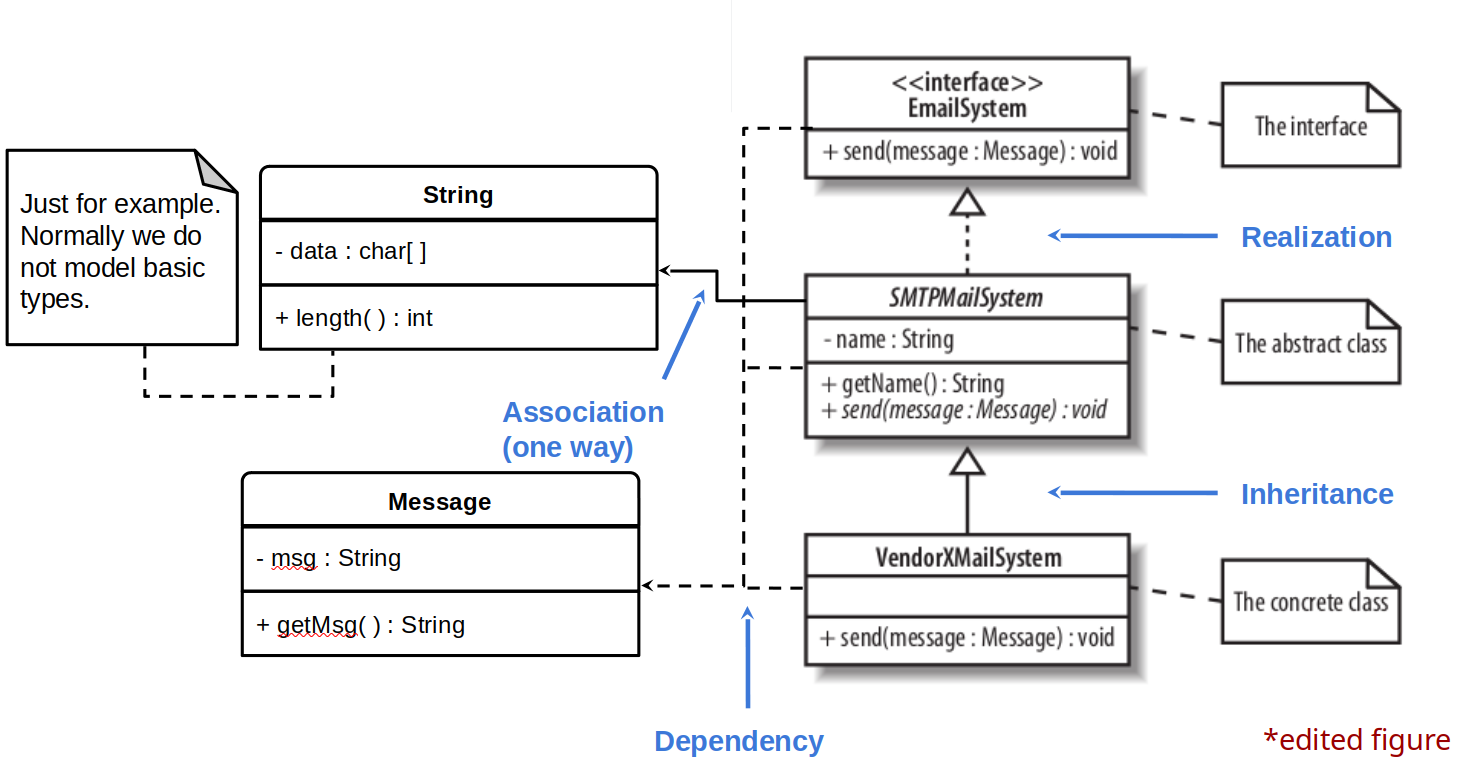 <<interface>>
EmailSystem
+ send(message : Message) : void
The interface
Just for example.
Normally we do
not model basic
types.
String
- data : char[ ]
+ length( ) : int
Realization
SMTPMailSystem
- name : String
+ getName() : String
+ send(message : Message) : void
The abstract class
Association
(one way)
Message
- msg : String
+ getMsg( ) : String
Inheritance
VendorXMailSystem
+ send(message : Message) : void
The concrete class
Dependency
*edited figure